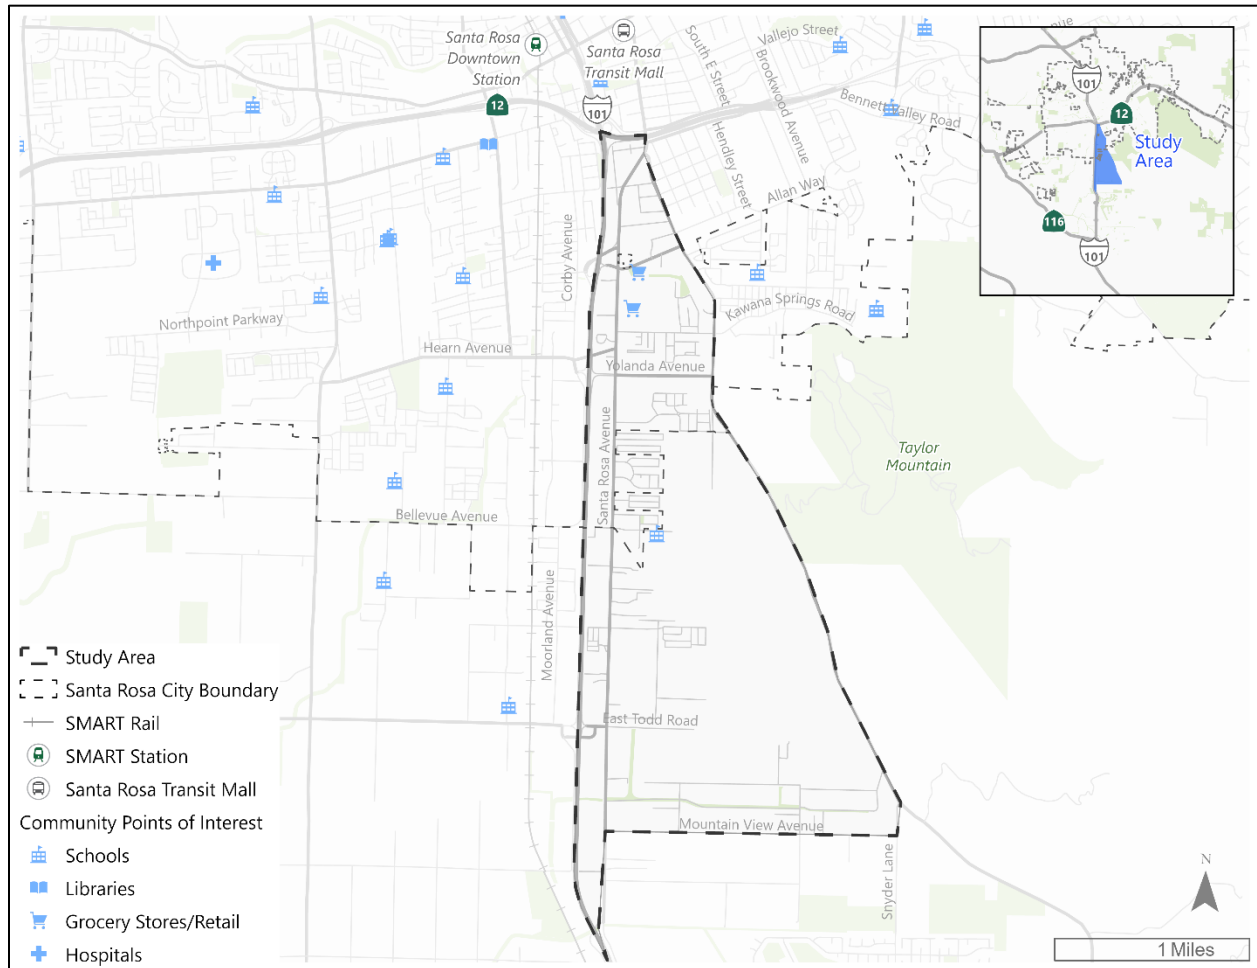 Santa Rosa
Downtown
Station
Santa Rosa
Transit Mall
South E Street
Vallejo Street
Brookwood Avenue
Bennett Valley Road
Hendley Street
Allan Way
12
101
Corby Avenue
Kawana Springs Road
Northpoint Parkway
Hearn Avenue
Yolanda Avenue
Santa Rosa Avenue
Taylor
Mountain
Bellevue Avenue
Moorland Avenue
East Todd Road
Mountain View Avenue
Snyder Lane
101
12
Study
Area
116
101
Study Area
Santa Rosa City Boundary
SMART Rail
SMART Station
Santa Rosa Transit Mall
Community Points of Interest
Schools
Libraries
Grocery Stores/Retail
Hospitals
N
1 Miles